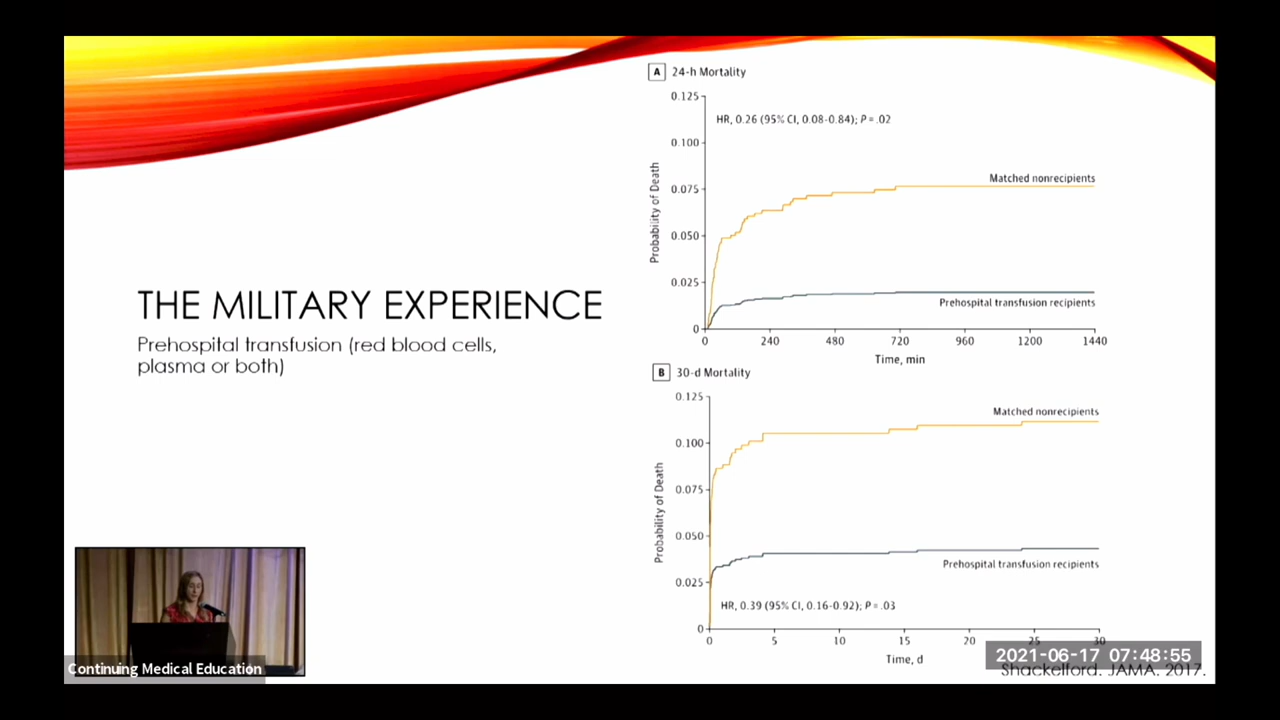 THE MILITARY EXPERIENCE
Prehospital transfusion (red blood cells,
plasma or both)
A 24-h Mortality
0.125
HR, 0.26 (95% CI, 0.08-0.84); P = .02
0.100
Matched nonrecipients
0.075
Probability of Death
0.050
0.025
Prehospital transfusion recipients
0
0 240 480 720 960 1200 1440
Time, min
B 30-d Mortality
0.125
Matched nonrecipients
0.100
0.075
Probability of Death
0.050
Prehospital transfusion recipients
0.025
HR, 0.39 (95% CI, 0.16-0.92); P = .03
0
0 5 10 15 20 25 30
Time, d
2021-06-17 07:48:55
Shackelford. JAMA. 2017.
Continuing Medical Education